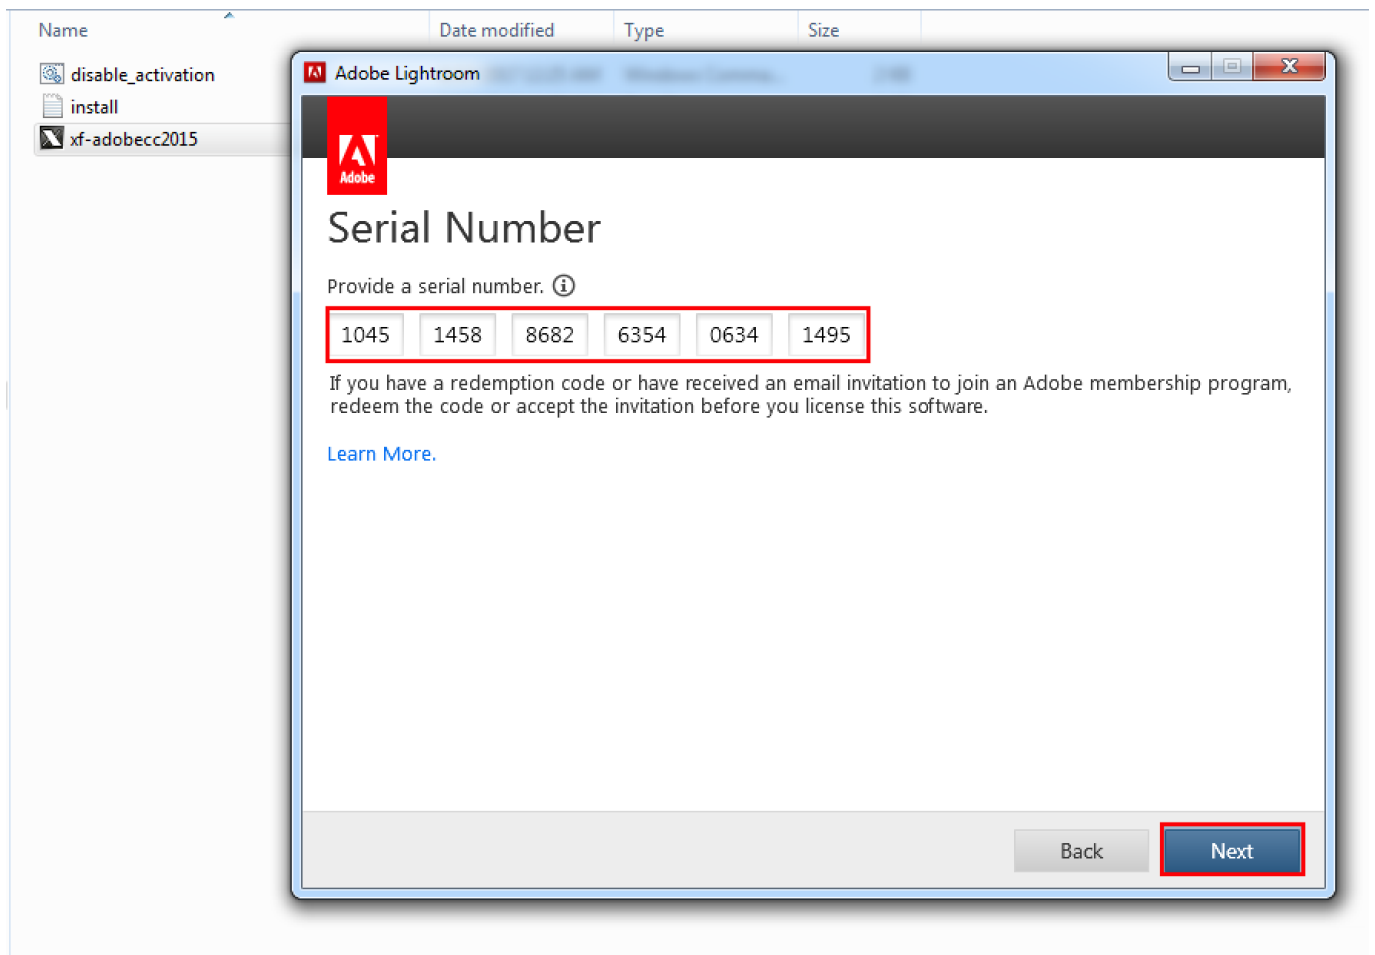 Name Date modified Type Size
disable_activation
install
xf-adobecc2015
Adobe Lightroom
Adobe
Serial Number
Provide a serial number.
1045 1458 8682 6354 0634 1495
If you have a redemption code or have received an email invitation to join an Adobe membership program,
redeem the code or accept the invitation before you license this software.
Learn More.
Back Next